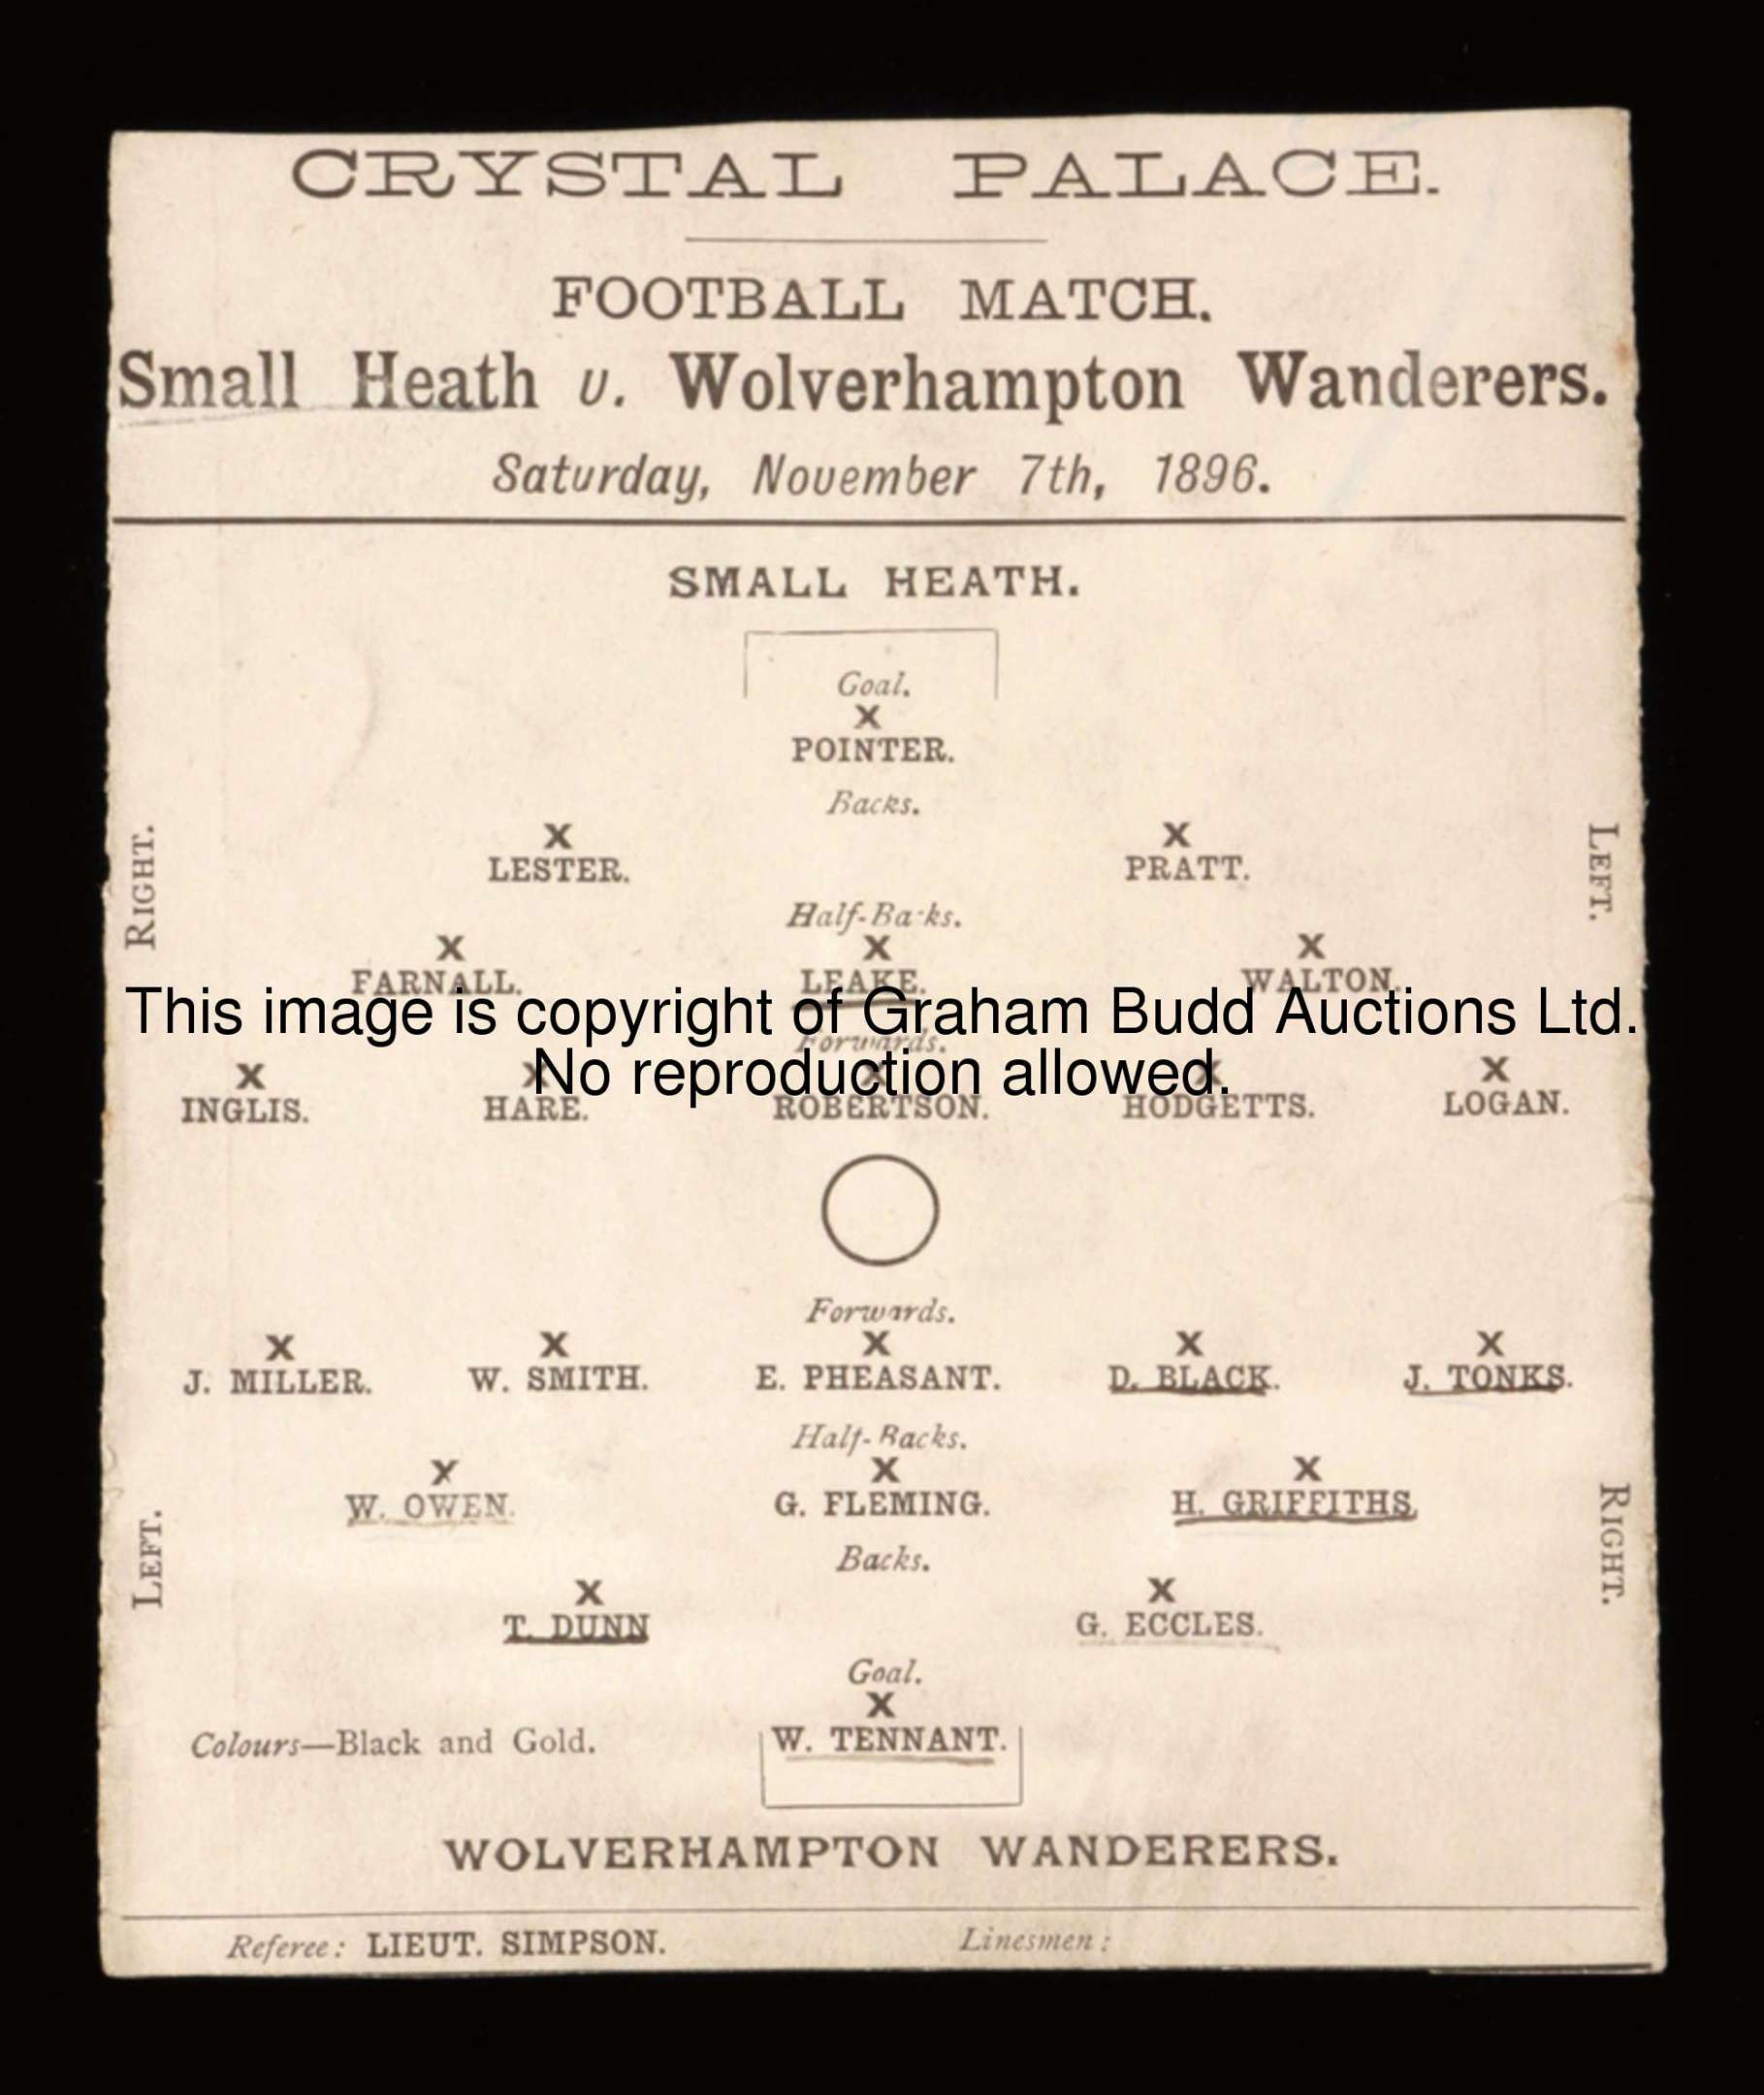 CRYSTAL PALACE.
FOOTBALL MATCH.
Small Heath v. Wolverhampton Wanderers.
Saturday, November 7th, 1896.
SMALL HEATH.
Goal.
X
POINTER.
Backs.
X X
LESTER. PRATT.
RIGHT. LEFT.
Half-Backs.
X X X
FARNALL. LEAKE. WALTON.
This image is copyright of Graham Budd Auctions Ltd.
Forwards.
No reproduction allowed.
X X X X X
INGLIS. HARE. ROBERTSON. HODGETTS. LOGAN.
Forwards.
X X X X X
J. MILLER. W. SMITH. E. PHEASANT. D. BLACK. J. TONKS.
Half-Backs.
X X X
W. OWEN. G. FLEMING. H. GRIFFITHS.
LEFT. RIGHT.
Backs.
X X
T. DUNN G. ECCLES.
Goal.
X
Colours—Black and Gold. W. TENNANT.
WOLVERHAMPTON WANDERERS.
Referee: LIEUT. SIMPSON. Linesmen: